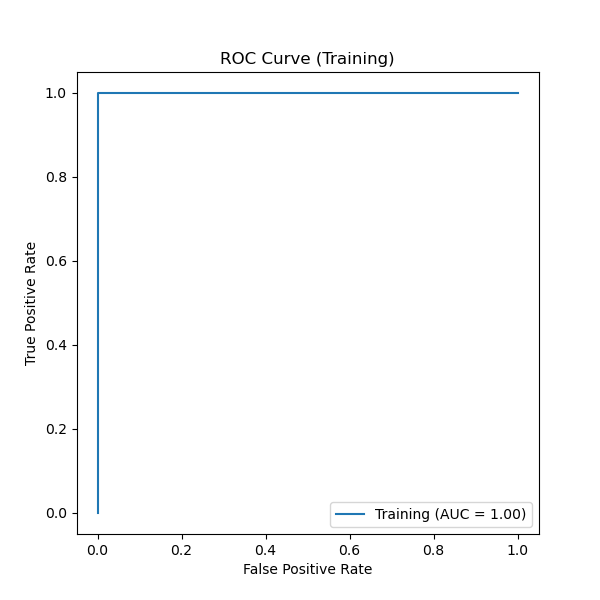 ROC Curve (Training)
True Positive Rate
1.0
0.8
0.6
0.4
0.2
0.0
Training (AUC = 1.00)
0.0 0.2 0.4 0.6 0.8 1.0
False Positive Rate